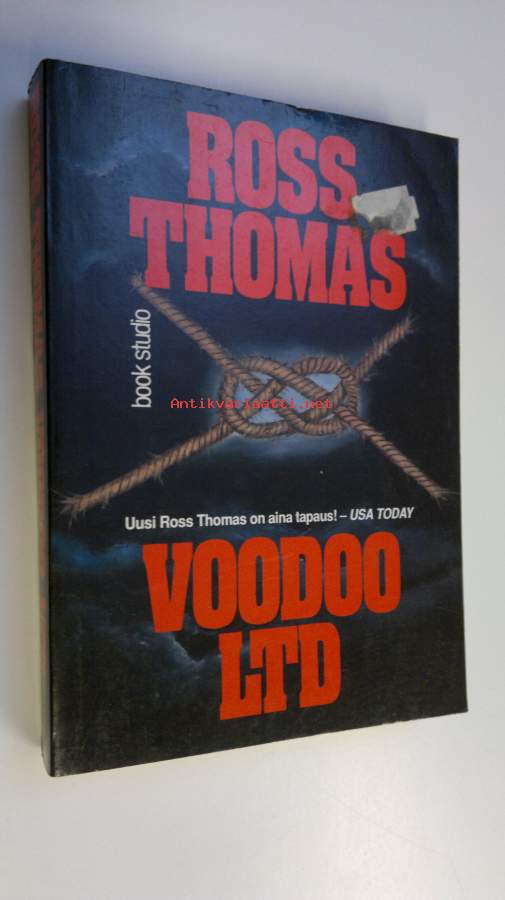 ROSS
THOMAS
book studio
Antikvariaatti.net
Uusi Ross Thomas on aina tapaus! – USA TODAY
VOODOO
LTD